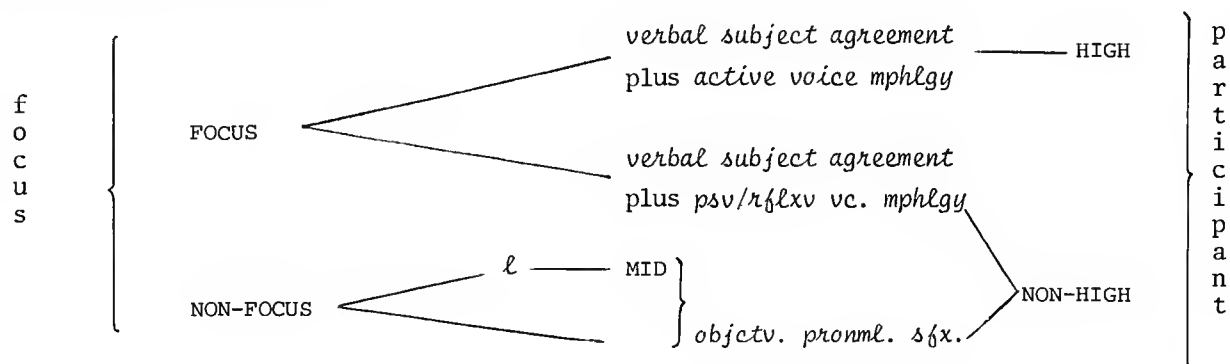 verbal subject agreement
plus active voice mphlgy
HIGH
focus
FOCUS
verbal subject agreement
plus psv/rflxv vc. mphlgy
participant
ℓ
MID
NON-FOCUS
objctv. pronml. sfx.
NON-HIGH